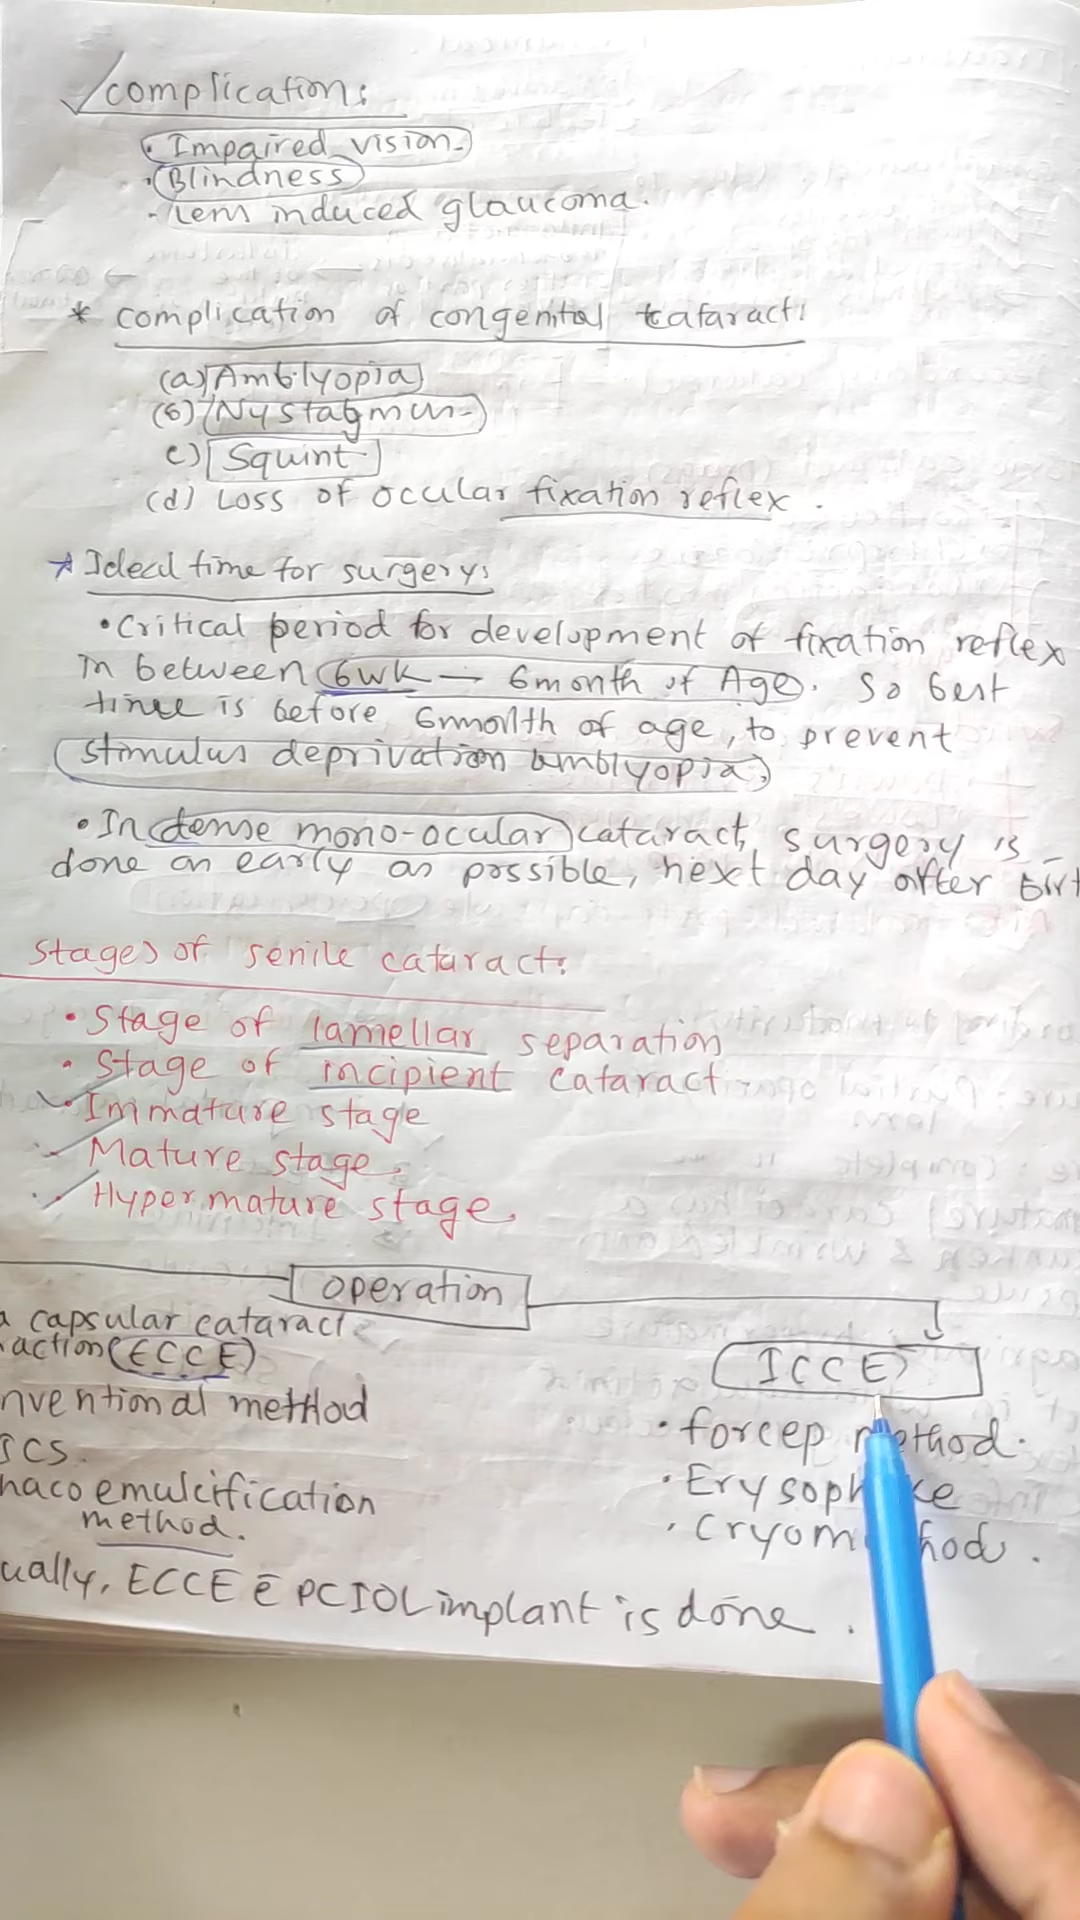 complication:
• Impaired vision.
• Blindness
- lens induced glaucoma.
* complication of congenital cataract:
(a) Amblyopia
(b) Nystagmus
c) Squint
(d) Loss of ocular fixation reflex.
* Ideal time for surgery:
• Critical period for development of fixation reflex
in between 6wk — 6month of Age. So best
time is before 6month of age, to prevent
stimulus deprivation amblyopia.
• In dense mono-ocular cataract, surgery is
done as early as possible, next day after birt
Stages of senile cataract:
• Stage of lamellar separation
• Stage of incipient cataract
• Immature stage
• Mature stage.
• Hypermature stage.
operation
a capsular cataract
action (ECCE)
nventional method
ICS.
haco emulcification
method.
ICCE
• forcep method.
• Erysoph ke
• Cryom hod.
ually, ECCE c̄ PCIOL implant is done.